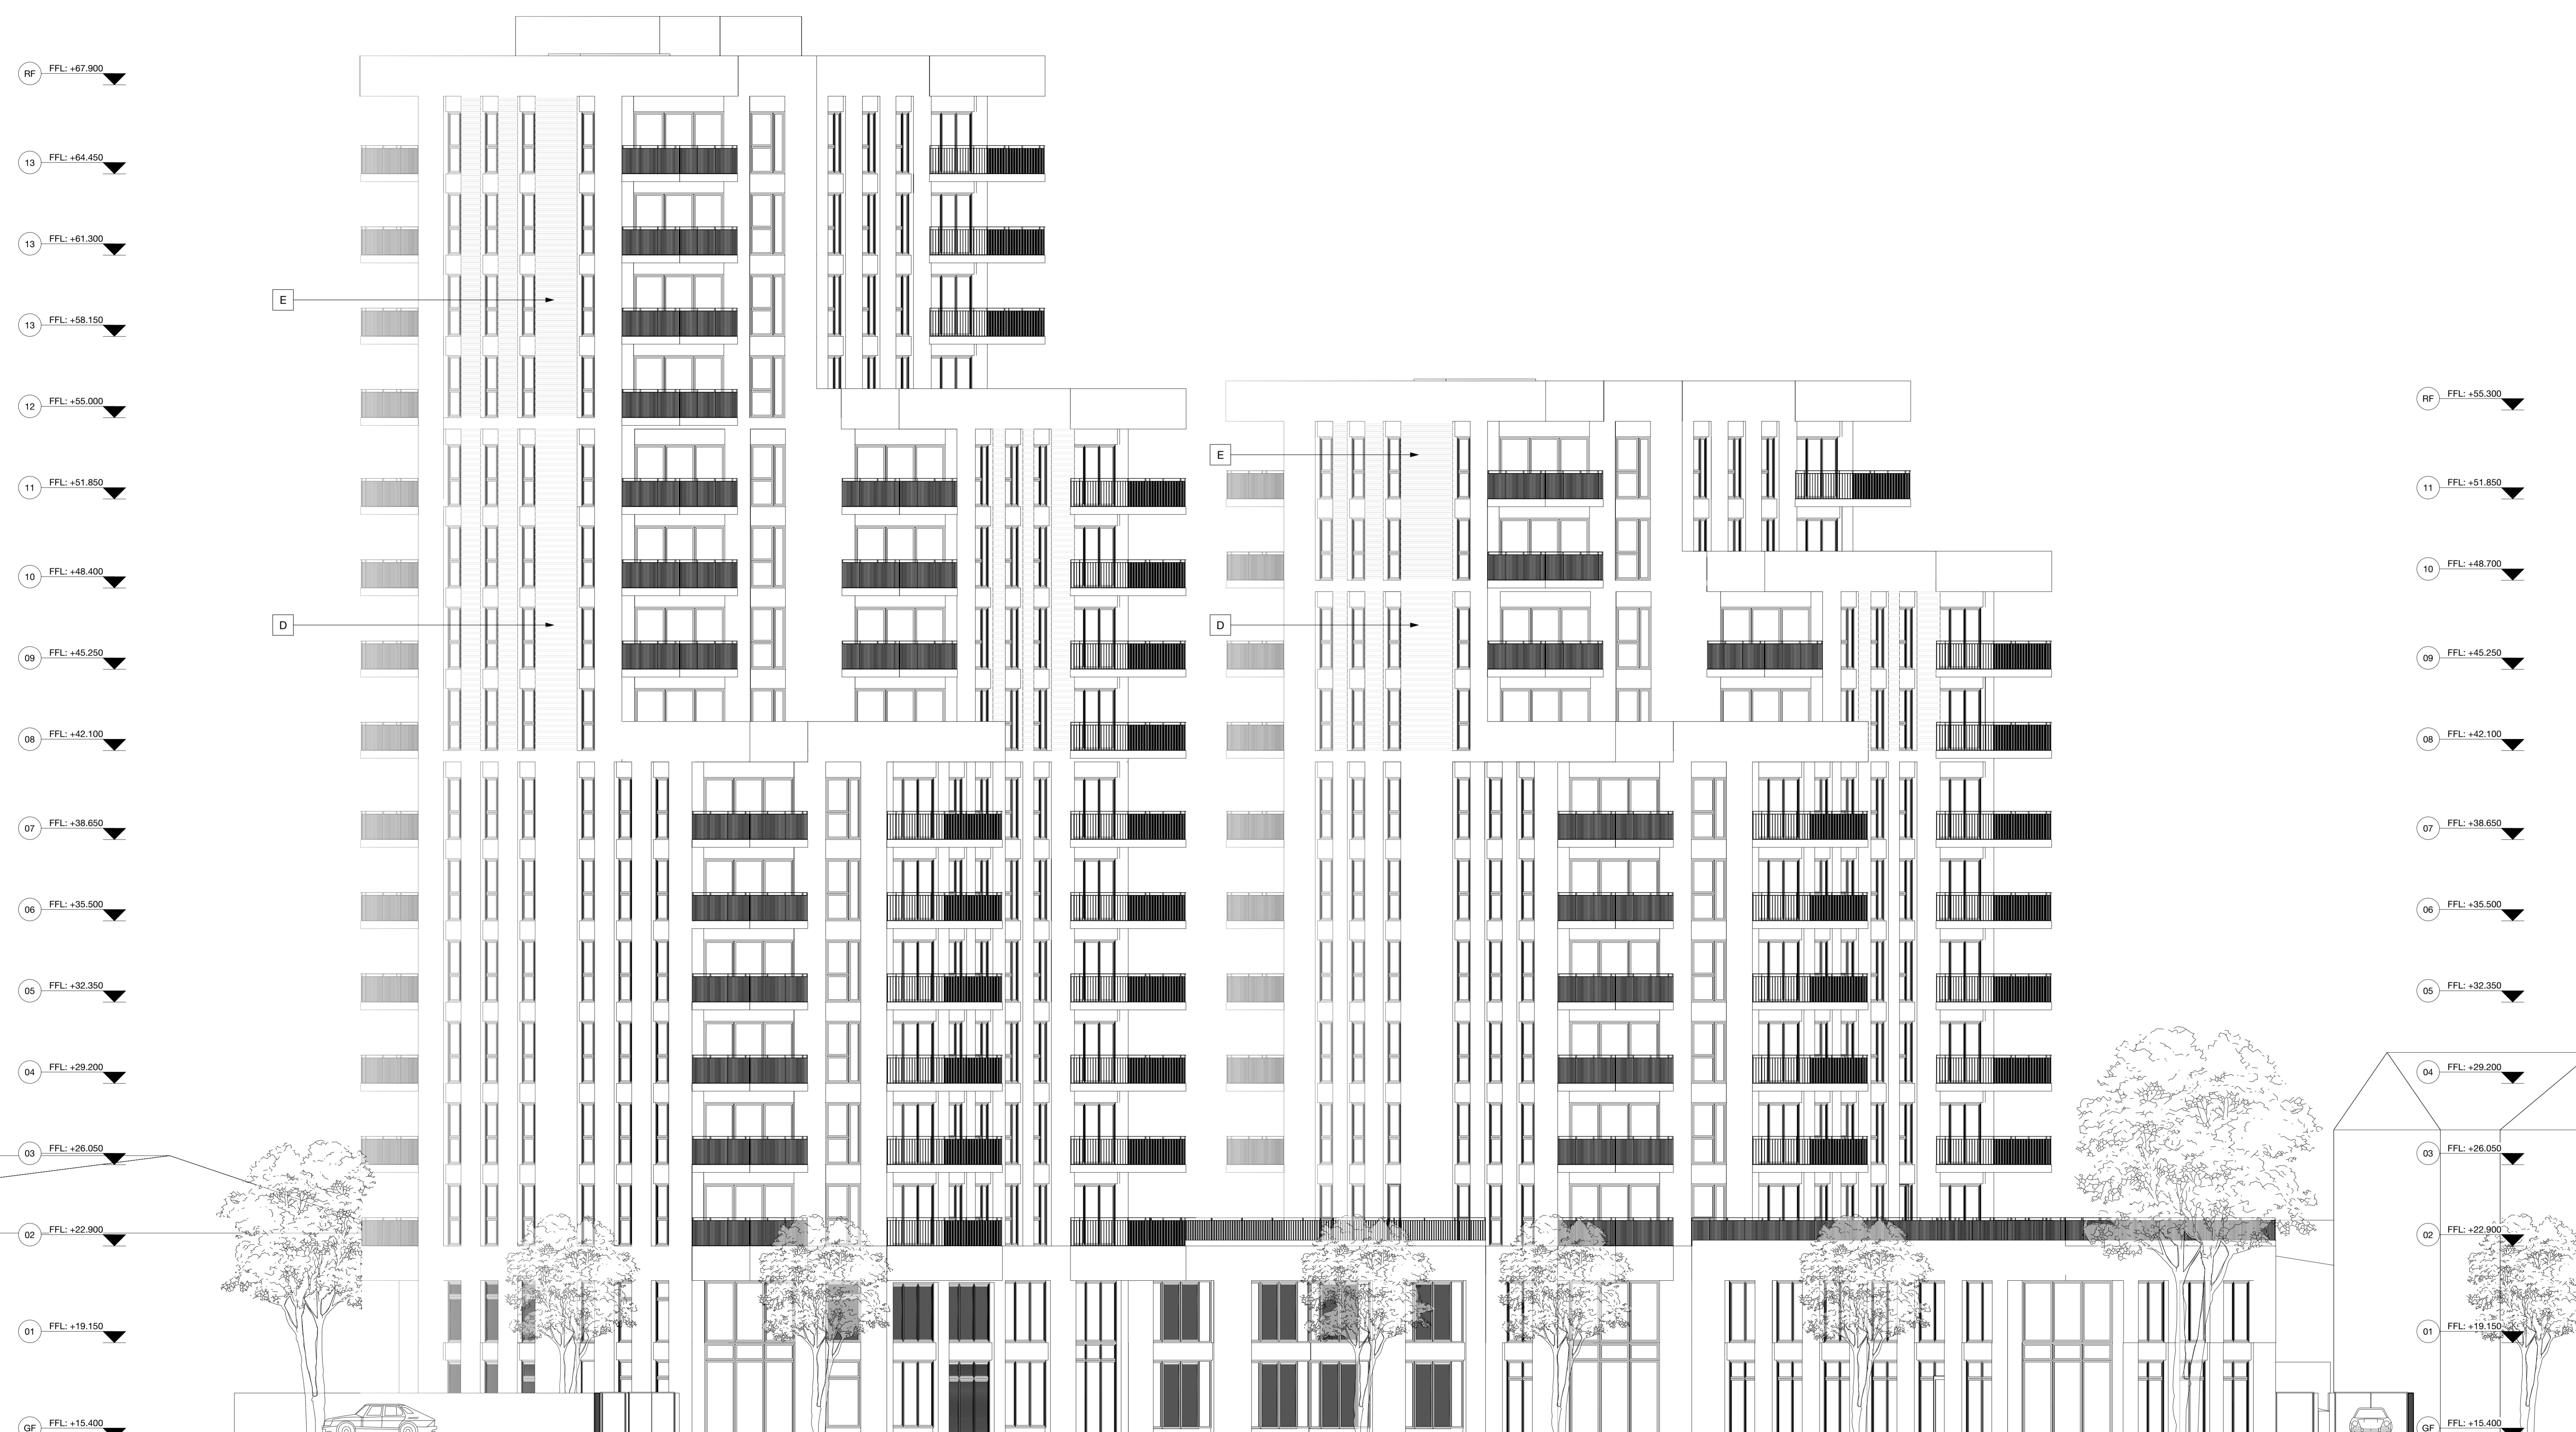 RF FFL: +67.900
13 FFL: +64.450
13 FFL: +61.300
E
13 FFL: +58.150
12 FFL: +55.000
RF FFL: +55.300
E
11 FFL: +51.850
11 FFL: +51.850
10 FFL: +48.400
10 FFL: +48.700
D
D
09 FFL: +45.250
09 FFL: +45.250
08 FFL: +42.100
08 FFL: +42.100
07 FFL: +38.650
07 FFL: +38.650
06 FFL: +35.500
06 FFL: +35.500
05 FFL: +32.350
05 FFL: +32.350
04 FFL: +29.200
04 FFL: +29.200
03 FFL: +26.050
03 FFL: +26.050
02 FFL: +22.900
02 FFL: +22.900
01 FFL: +19.150
01 FFL: +19.150
GF FFL: +15.400
GF FFL: +15.400